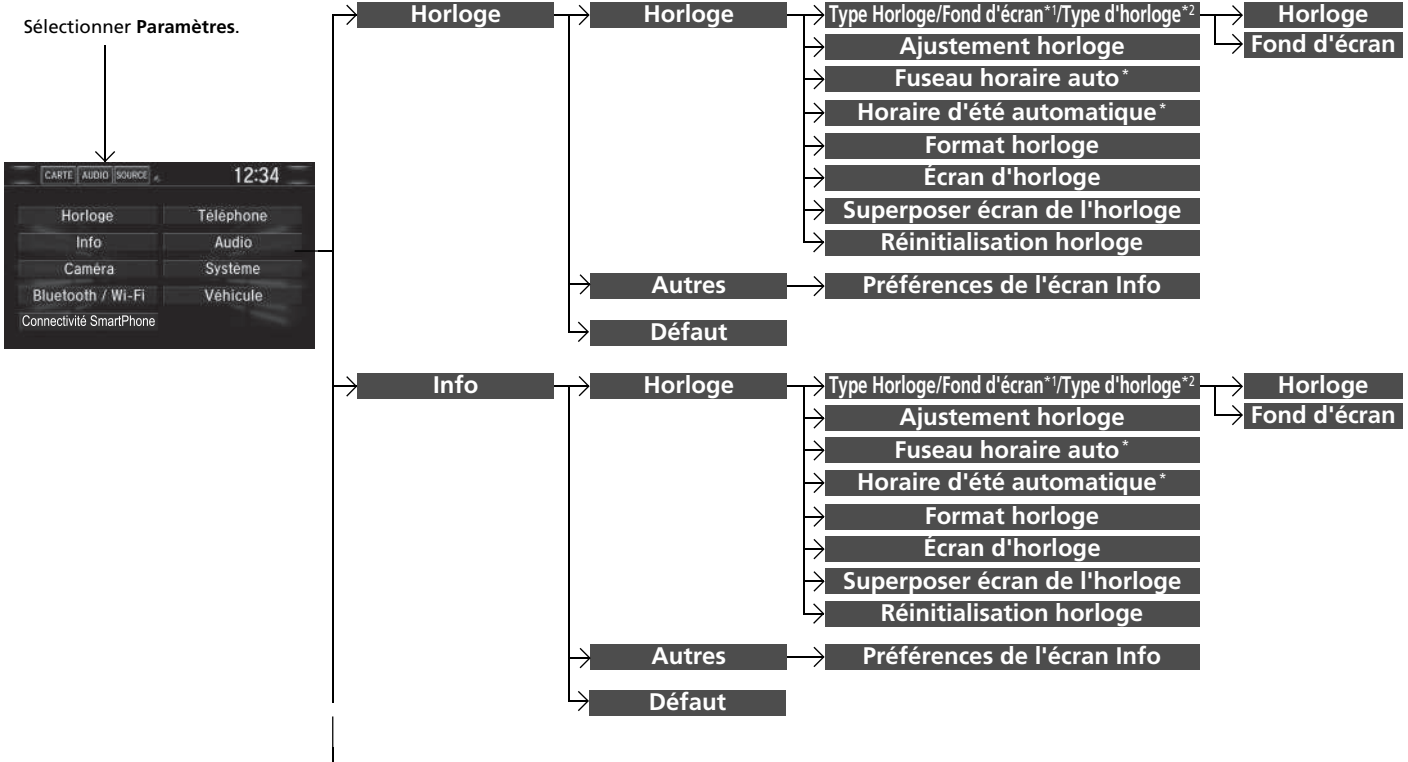 Sélectionner Paramètres.
CARTE AUDIO SOURCE 12:34
Horloge Téléphone
Info Audio
Caméra Système
Bluetooth / Wi-Fi Véhicule
Connectivité SmartPhone
Horloge
Horloge
Type Horloge/Fond d'écran*1/Type d'horloge*2
Horloge
Fond d'écran
Ajustement horloge
Fuseau horaire auto*
Horaire d'été automatique*
Format horloge
Écran d'horloge
Superposer écran de l'horloge
Réinitialisation horloge
Autres
Préférences de l'écran Info
Défaut
Info
Horloge
Type Horloge/Fond d'écran*1/Type d'horloge*2
Horloge
Fond d'écran
Ajustement horloge
Fuseau horaire auto*
Horaire d'été automatique*
Format horloge
Écran d'horloge
Superposer écran de l'horloge
Réinitialisation horloge
Autres
Préférences de l'écran Info
Défaut